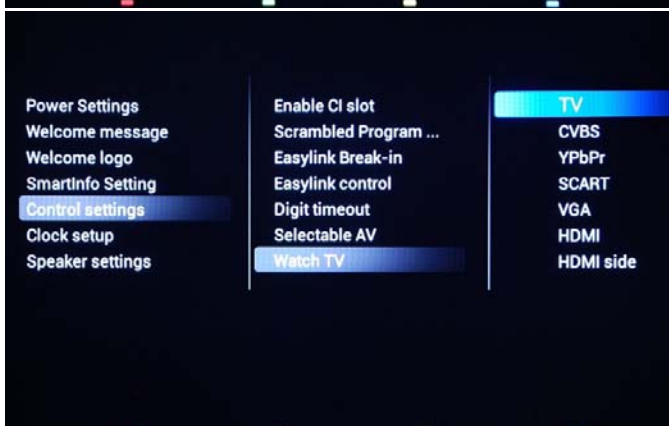 Power Settings
Welcome message
Welcome logo
SmartInfo Setting
Control settings
Clock setup
Speaker settings
Enable CI slot
Scrambled Program ...
Easylink Break-in
Easylink control
Digit timeout
Selectable AV
Watch TV
TV
CVBS
YPbPr
SCART
VGA
HDMI
HDMI side